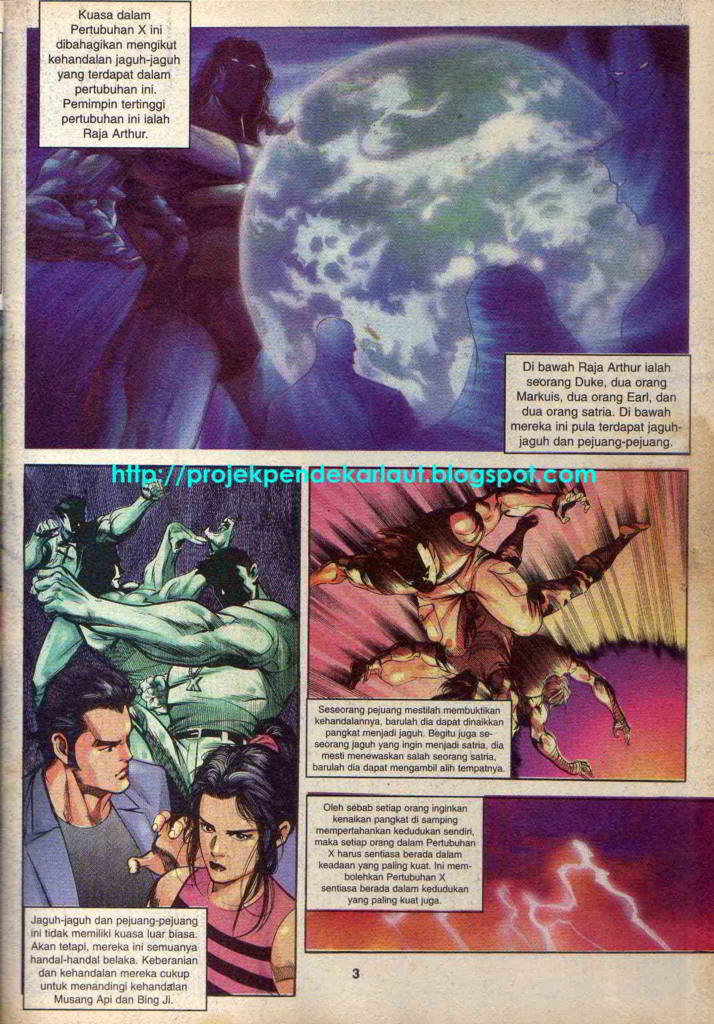 Kuasa dalam
Pertubuhan X ini
dibahagikan mengikut
kehandalan jaguh-jaguh
yang terdapat dalam
pertubuhan ini.
Pemimpin tertinggi
pertubuhan ini ialah
Raja Arthur.
Di bawah Raja Arthur ialah
seorang Duke, dua orang
Markuis, dua orang Earl, dan
dua orang satria. Di bawah
mereka ini pula terdapat jaguh-
jaguh dan pejuang-pejuang.
http://projekpendekarlaut.blogspot.com
X
Jaguh-jaguh dan pejuang-pejuang
ini tidak memiliki kuasa luar biasa.
Akan tetapi, mereka ini semuanya
handal-handal belaka. Keberanian
dan kehandalan mereka cukup
untuk menandingi kehandalan
Musang Api dan Bing Ji.
Seseorang pejuang mestilah membuktikan
kehandalannya, barulah dia dapat dinaikkan
pangkat menjadi jaguh. Begitu juga se-
seorang jaguh yang ingin menjadi satria, dia
mesti menewaskan salah seorang satria,
barulah dia dapat mengambil alih tempatnya.
Oleh sebab setiap orang inginkan
kenaikan pangkat di samping
mempertahankan kedudukan sendiri,
maka setiap orang dalam Pertubuhan
X harus sentiasa berada dalam
keadaan yang paling kuat. Ini mem-
bolehkan Pertubuhan X
sentiasa berada dalam kedudukan
yang paling kuat juga.
3